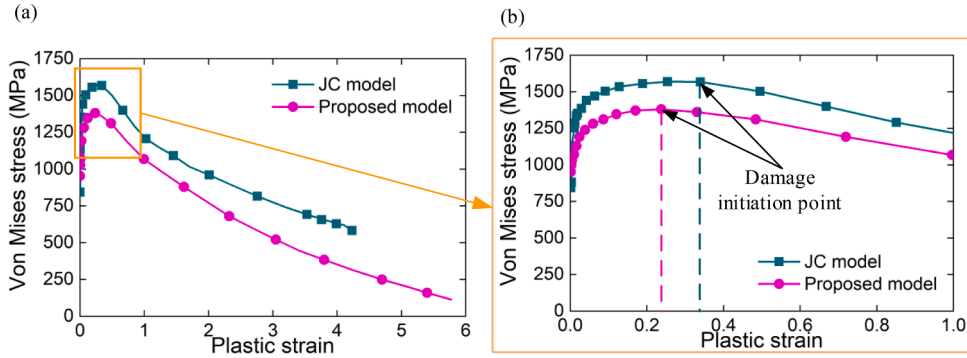 (a)
Von Mises stress (MPa)
1750
1500
1250
1000
750
500
250
0
0 1 2 3 4 5 6
Plastic strain
JC model
Proposed model
(b)
Von Mises stress (MPa)
1750
1500
1250
1000
750
500
250
0
0.0 0.2 0.4 0.6 0.8 1.0
Plastic strain
Damage
initiation point
JC model
Proposed model